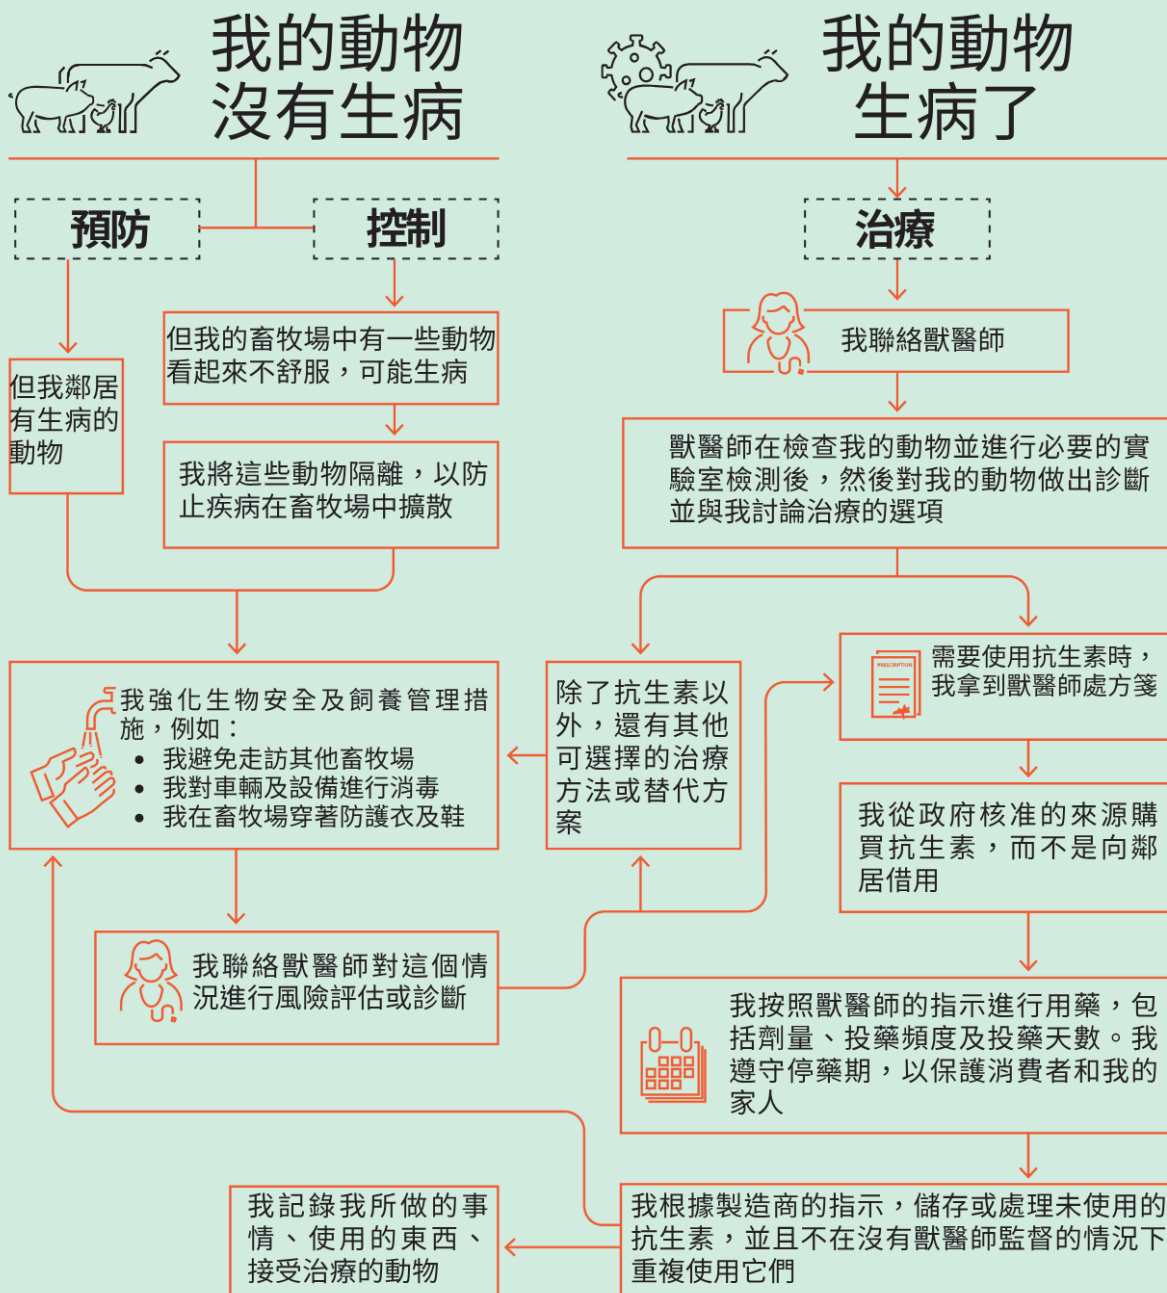 我的動物
沒有生病
預防
控制
但我鄰居
有生病的
動物
但我的畜牧場中有一些動物
看起來不舒服，可能生病
我將這些動物隔離，以防
止疾病在畜牧場中擴散
我強化生物安全及飼養管理措
施，例如：
• 我避免走訪其他畜牧場
• 我對車輛及設備進行消毒
• 我在畜牧場穿著防護衣及鞋
我聯絡獸醫師對這個情
況進行風險評估或診斷
我的動物
生病了
治療
我聯絡獸醫師
獸醫師在檢查我的動物並進行必要的實
驗室檢測後，然後對我的動物做出診斷
並與我討論治療的選項
除了抗生素以
外，還有其他
可選擇的治療
方法或替代方
案
PRESCRIPTION
需要使用抗生素時，
我拿到獸醫師處方箋
我從政府核准的來源購
買抗生素，而不是向鄰
居借用
我按照獸醫師的指示進行用藥，包
括劑量、投藥頻度及投藥天數。我
遵守停藥期，以保護消費者和我的
家人
我根據製造商的指示，儲存或處理未使用的
抗生素，並且不在沒有獸醫師監督的情況下
重複使用它們
我記錄我所做的事
情、使用的東西、
接受治療的動物